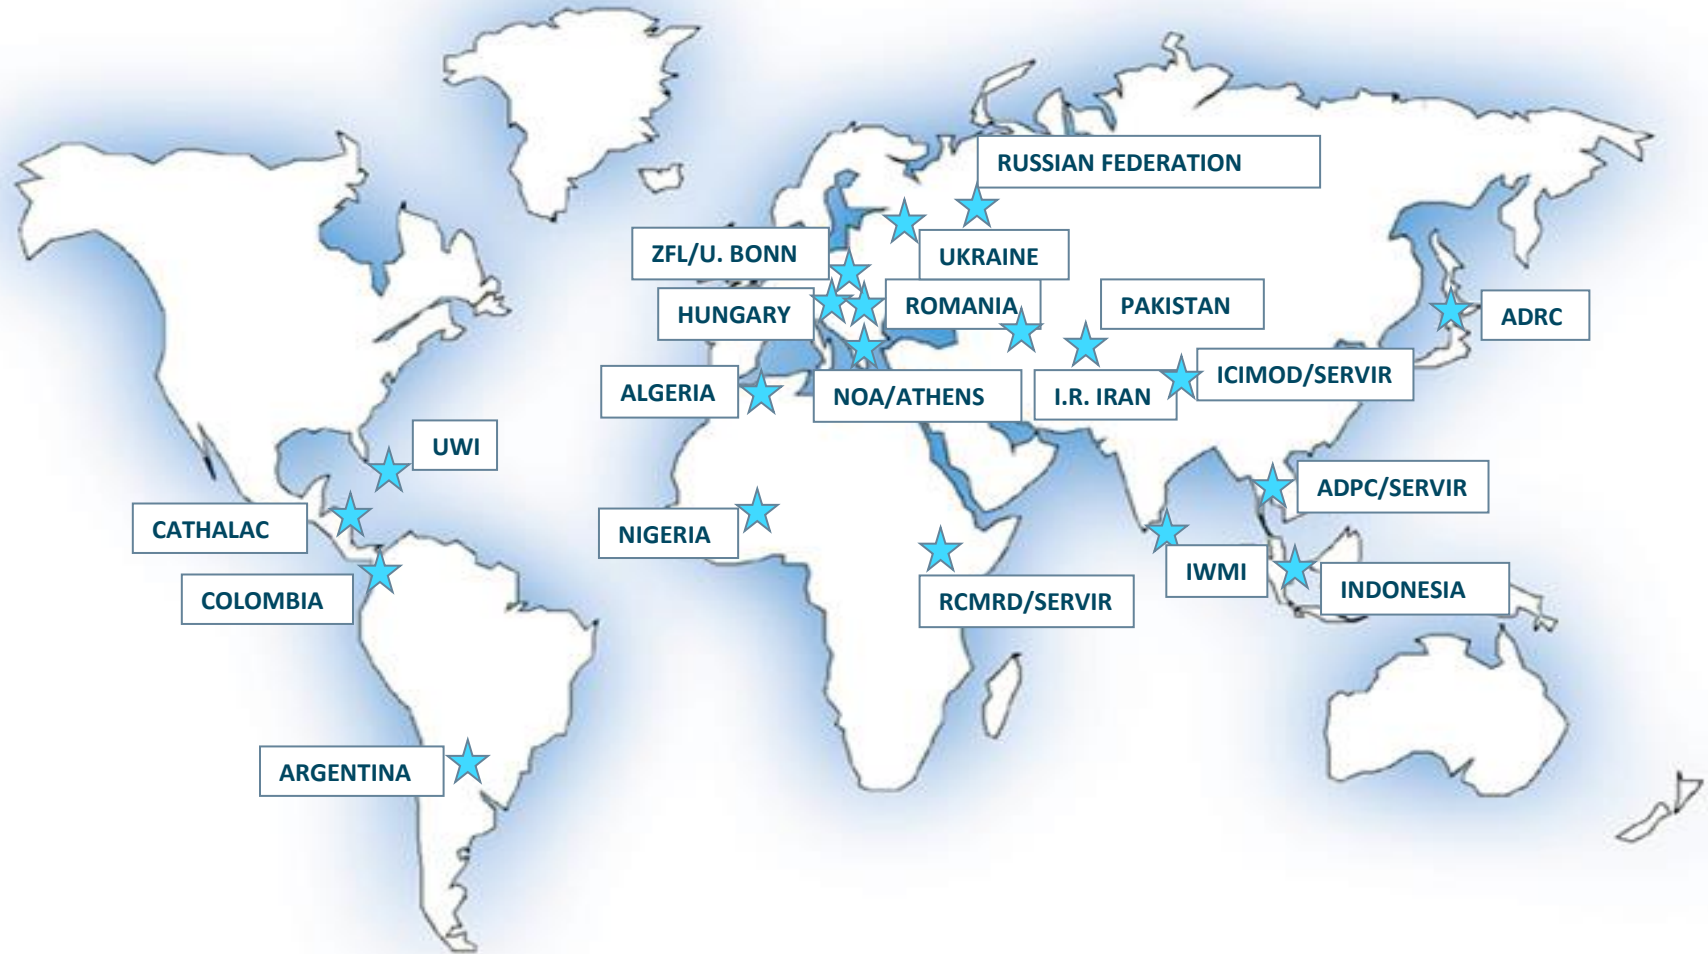 RUSSIAN FEDERATION
ZFL/U. BONN
UKRAINE
HUNGARY
ROMANIA
PAKISTAN
ADRC
ALGERIA
NOA/ATHENS
I.R. IRAN
ICIMOD/SERVIR
UWI
ADPC/SERVIR
CATHALAC
NIGERIA
IWMI
INDONESIA
COLOMBIA
RCMRD/SERVIR
ARGENTINA